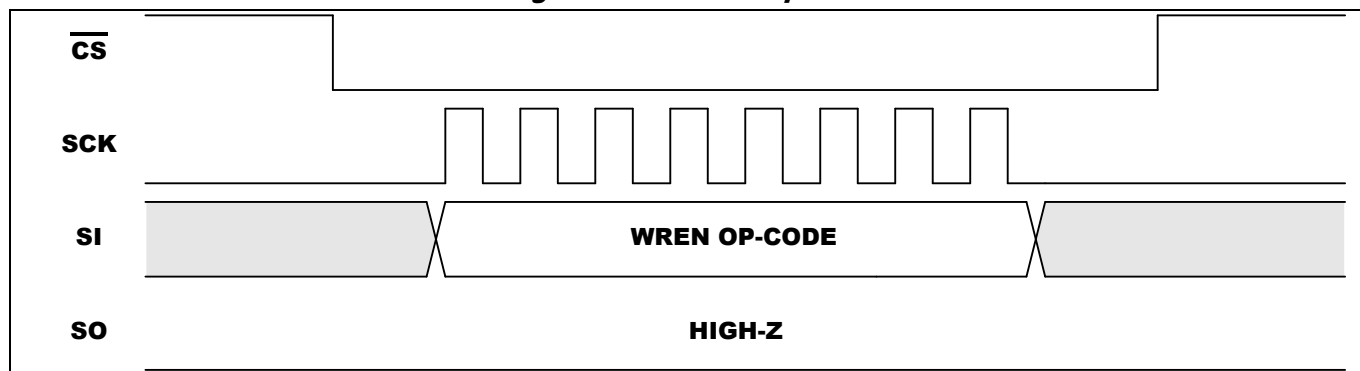 CS
SCK
SI
WREN OP-CODE
SO
HIGH-Z